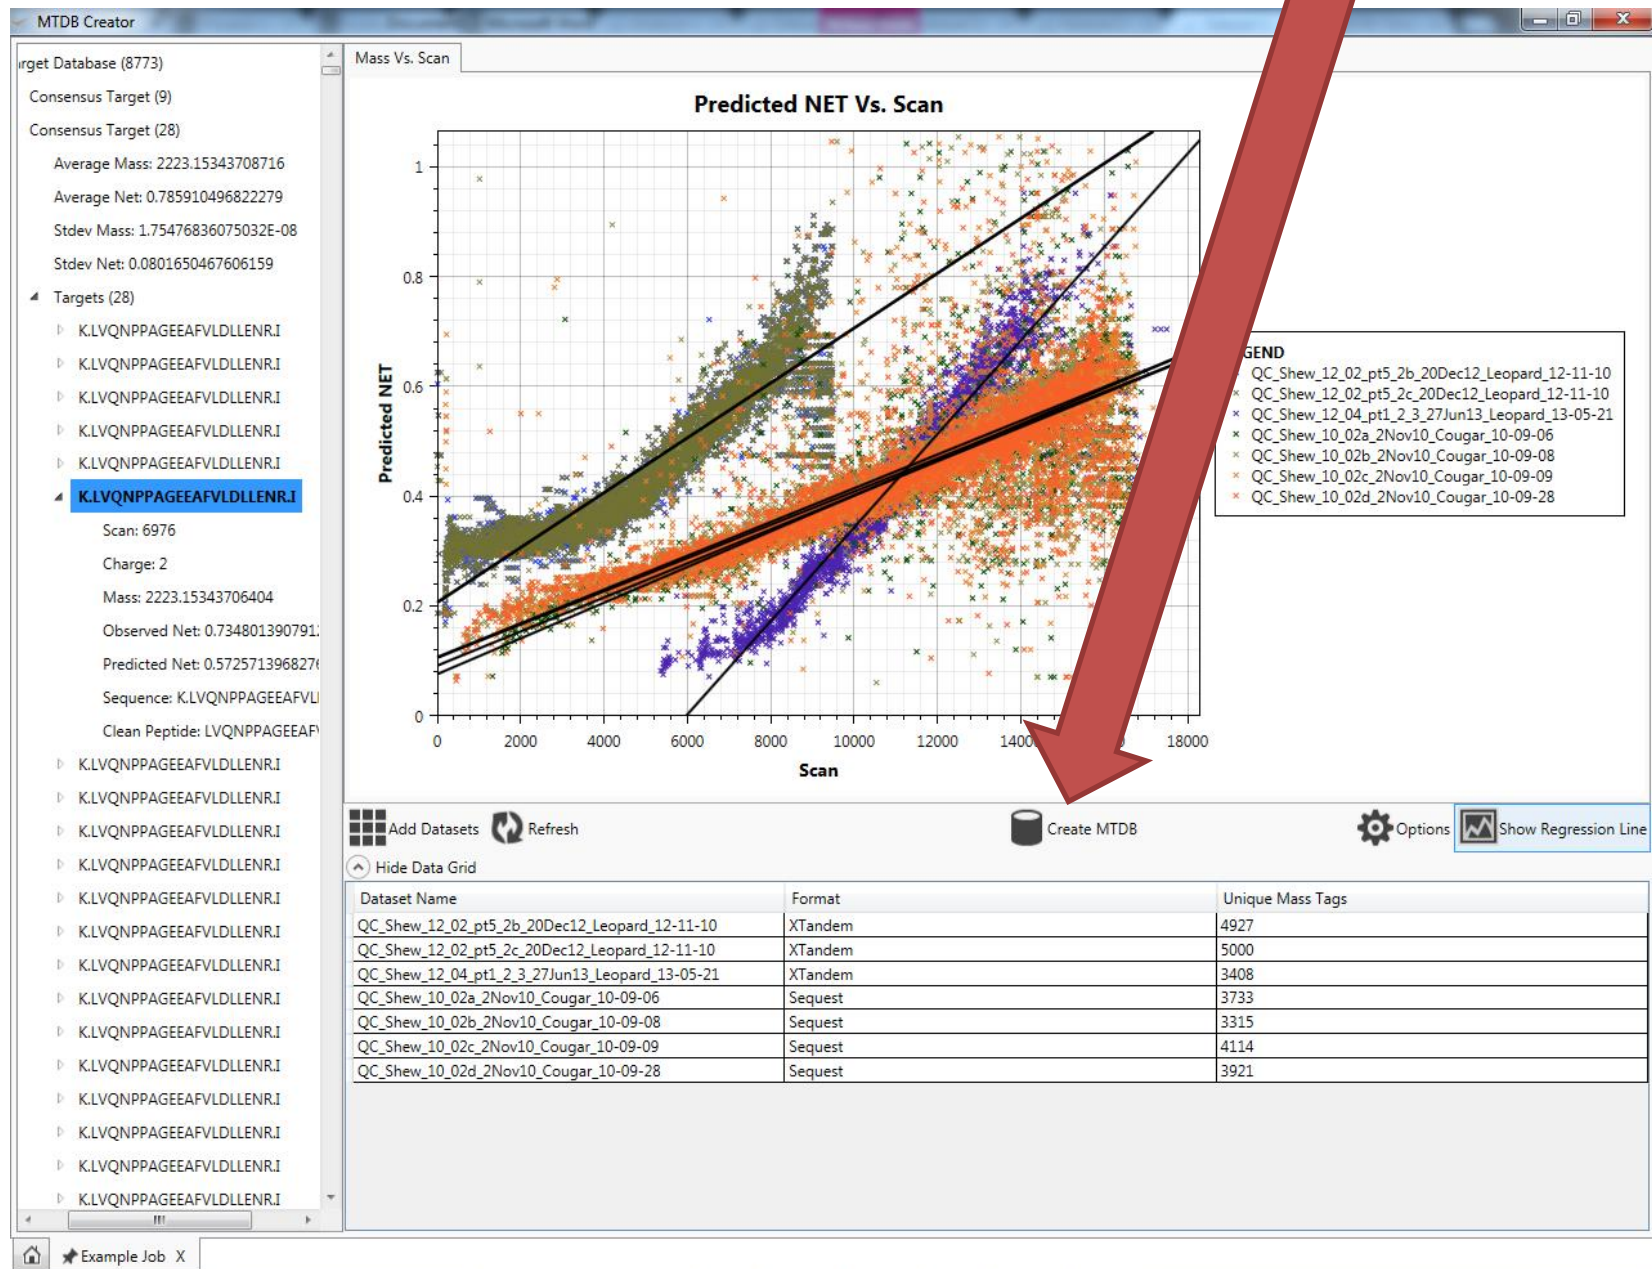 MTDB Creator
rget Database (8773)
Consensus Target (9)
Consensus Target (28)
Average Mass: 2223.15343708716
Average Net: 0.785910496822279
Stdev Mass: 1.75476836075032E-08
Stdev Net: 0.0801650467606159
Targets (28)
K.LVQNPPAGEEAFVLDLLENR.I
K.LVQNPPAGEEAFVLDLLENR.I
K.LVQNPPAGEEAFVLDLLENR.I
K.LVQNPPAGEEAFVLDLLENR.I
K.LVQNPPAGEEAFVLDLLENR.I
K.LVQNPPAGEEAFVLDLLENR.I
Scan: 6976
Charge: 2
Mass: 2223.15343706404
Observed Net: 0.734801390791
Predicted Net: 0.572571396827
Sequence: K.LVQNPPAGEEAFVL
Clean Peptide: LVQNPPAGEEAF
K.LVQNPPAGEEAFVLDLLENR.I
K.LVQNPPAGEEAFVLDLLENR.I
K.LVQNPPAGEEAFVLDLLENR.I
K.LVQNPPAGEEAFVLDLLENR.I
K.LVQNPPAGEEAFVLDLLENR.I
K.LVQNPPAGEEAFVLDLLENR.I
K.LVQNPPAGEEAFVLDLLENR.I
K.LVQNPPAGEEAFVLDLLENR.I
K.LVQNPPAGEEAFVLDLLENR.I
K.LVQNPPAGEEAFVLDLLENR.I
K.LVQNPPAGEEAFVLDLLENR.I
K.LVQNPPAGEEAFVLDLLENR.I
K.LVQNPPAGEEAFVLDLLENR.I
K.LVQNPPAGEEAFVLDLLENR.I
Mass Vs. Scan
Predicted NET Vs. Scan
Predicted NET
1
0.8
0.6
0.4
0.2
0
0 2000 4000 6000 8000 10000 12000 1400 18000
Scan
GEND
QC_Shew_12_02_pt5_2b_20Dec12_Leopard_12-11-10
QC_Shew_12_02_pt5_2c_20Dec12_Leopard_12-11-10
QC_Shew_12_04_pt1_2_3_27Jun13_Leopard_13-05-21
QC_Shew_10_02a_2Nov10_Cougar_10-09-06
QC_Shew_10_02b_2Nov10_Cougar_10-09-08
QC_Shew_10_02c_2Nov10_Cougar_10-09-09
QC_Shew_10_02d_2Nov10_Cougar_10-09-28
Add Datasets Refresh Create MTDB Options Show Regression Line
Hide Data Grid
Dataset Name Format Unique Mass Tags
QC_Shew_12_02_pt5_2b_20Dec12_Leopard_12-11-10 XTandem 4927
QC_Shew_12_02_pt5_2c_20Dec12_Leopard_12-11-10 XTandem 5000
QC_Shew_12_04_pt1_2_3_27Jun13_Leopard_13-05-21 XTandem 3408
QC_Shew_10_02a_2Nov10_Cougar_10-09-06 Sequest 3733
QC_Shew_10_02b_2Nov10_Cougar_10-09-08 Sequest 3315
QC_Shew_10_02c_2Nov10_Cougar_10-09-09 Sequest 4114
QC_Shew_10_02d_2Nov10_Cougar_10-09-28 Sequest 3921
Example Job X